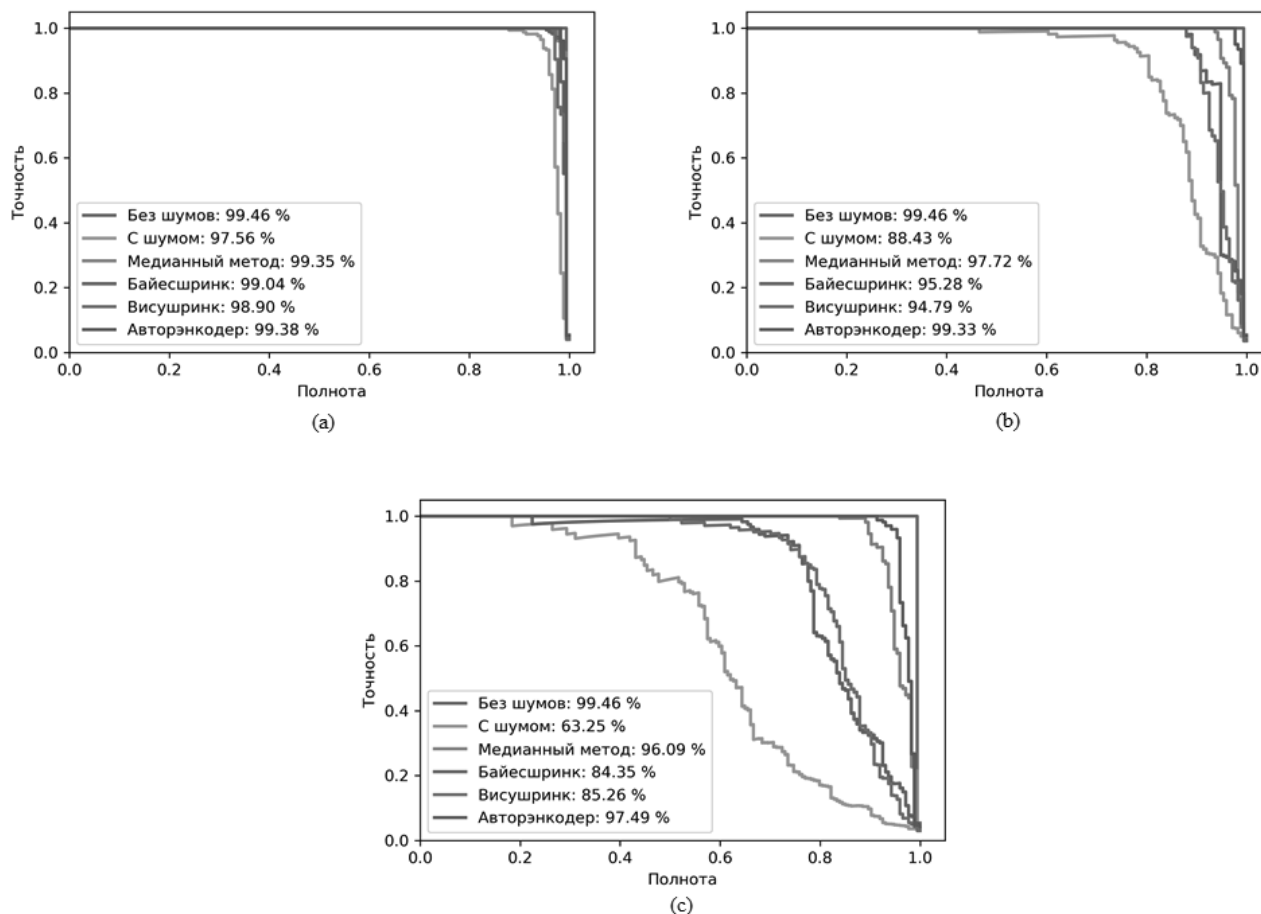 1.0
0.8
0.6
0.4
0.2
0.0
Точность
Без шумов: 99.46 %
С шумом: 97.56 %
Медианный метод: 99.35 %
Байесшринк: 99.04 %
Висушринк: 98.90 %
Авторэнкодер: 99.38 %
0.0 0.2 0.4 0.6 0.8 1.0
Полнота
(a)
1.0
0.8
0.6
0.4
0.2
0.0
Точность
Без шумов: 99.46 %
С шумом: 88.43 %
Медианный метод: 97.72 %
Байесшринк: 95.28 %
Висушринк: 94.79 %
Авторэнкодер: 99.33 %
0.0 0.2 0.4 0.6 0.8 1.0
Полнота
(b)
1.0
0.8
0.6
0.4
0.2
0.0
Точность
Без шумов: 99.46 %
С шумом: 63.25 %
Медианный метод: 96.09 %
Байесшринк: 84.35 %
Висушринк: 85.26 %
Авторэнкодер: 97.49 %
0.0 0.2 0.4 0.6 0.8 1.0
Полнота
(c)